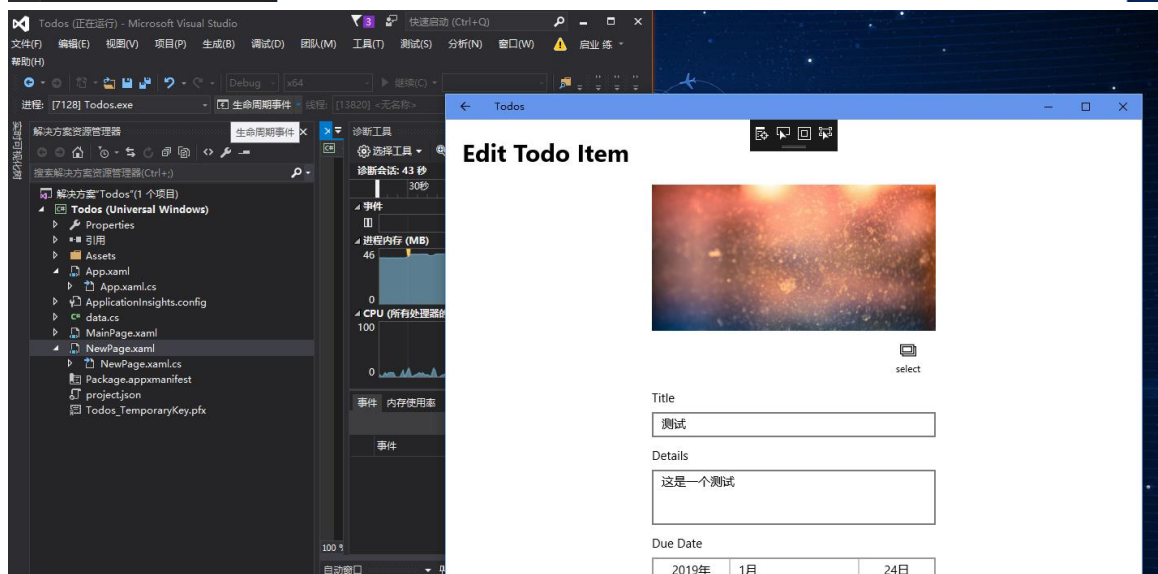 Todos (正在运行) - Microsoft Visual Studio
3
快速启动 (Ctrl+Q)
文件(F) 编辑(E) 视图(V) 项目(P) 生成(B) 调试(D) 团队(M) 工具(T) 测试(S) 分析(N) 窗口(W) 启业 练
帮助(H)
Debug x64 继续(C)
进程: [7128] Todos.exe 生命周期事件 线程: [13820] <无名称>
解决方案资源管理器
生命周期事件
搜索解决方案资源管理器(Ctrl+;)
解决方案"Todos"(1 个项目)
Todos (Universal Windows)
Properties
引用
Assets
App.xaml
App.xaml.cs
ApplicationInsights.config
data.cs
MainPage.xaml
NewPage.xaml
NewPage.xaml.cs
Package.appxmanifest
project.json
Todos_TemporaryKey.pfx
100 %
诊断工具
选择工具
诊断会话: 43 秒
30秒
事件
进程内存 (MB)
46
0
CPU (所有处理器的
100
0
事件 内存使用率
事件
自动窗口
Todos
Edit Todo Item
select
Title
测试
Details
这是一个测试
Due Date
2019年 1月 24日